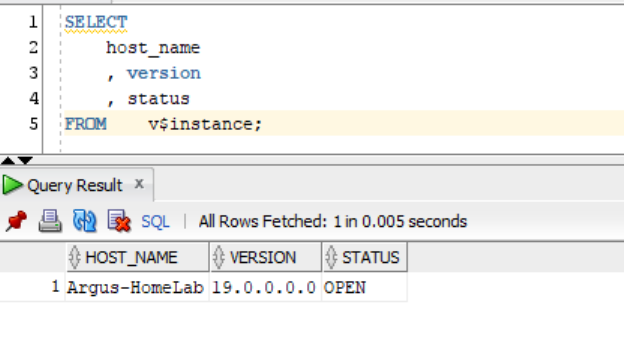 1 SELECT
2 host_name
3 , version
4 , status
5 FROM v$instance;
Query Result x
SQL | All Rows Fetched: 1 in 0.005 seconds
HOST_NAME VERSION STATUS
1 Argus-HomeLab 19.0.0.0.0 OPEN